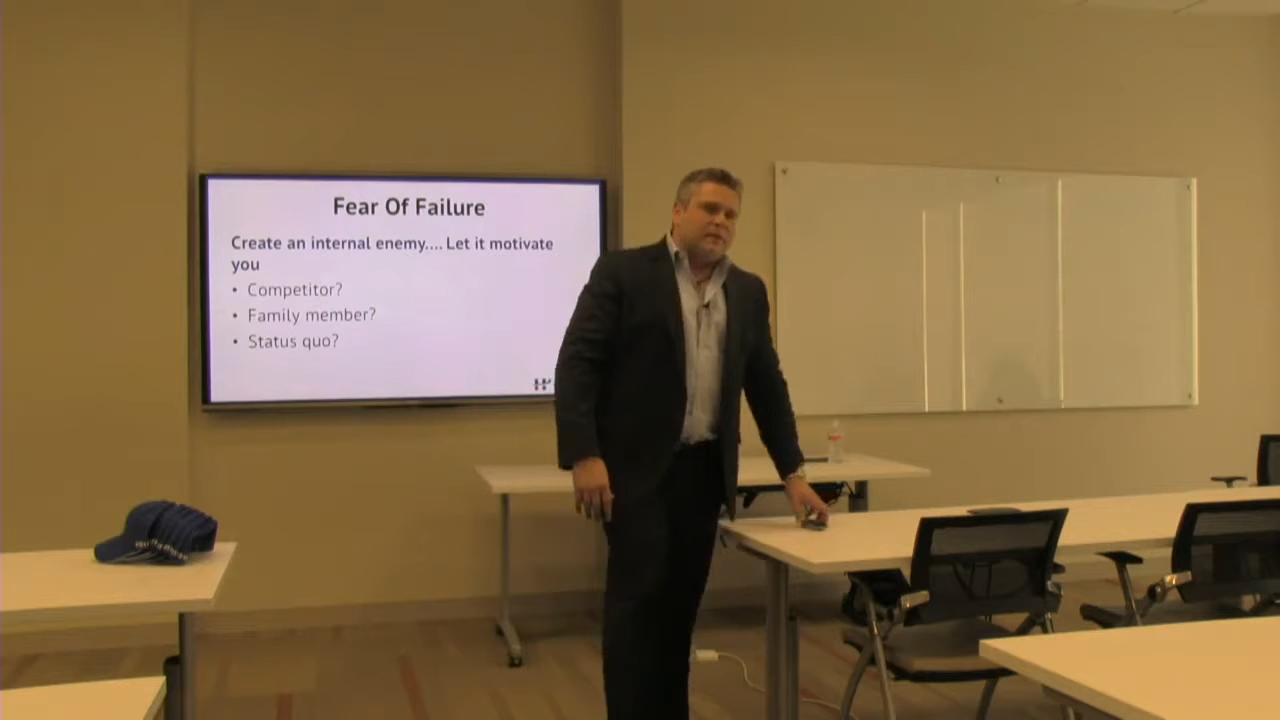 Fear Of Failure
Create an internal enemy.... Let it motivate
you
• Competitor?
• Family member?
• Status quo?